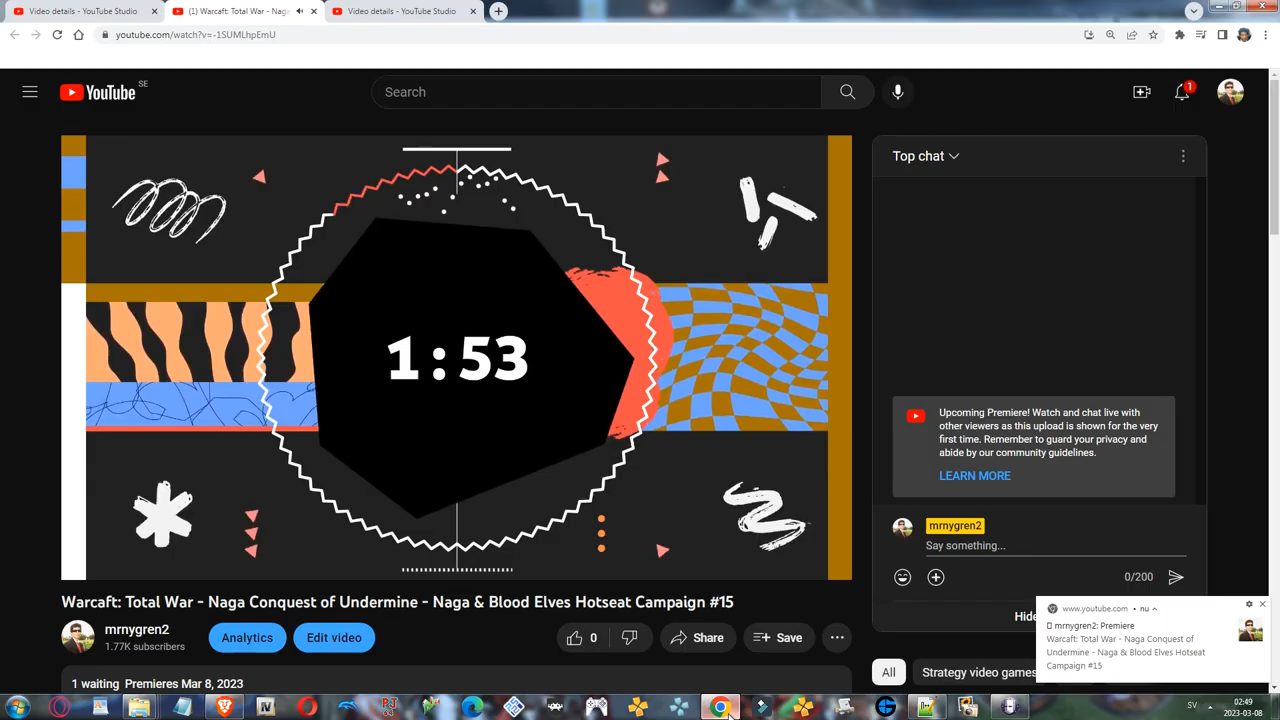 Video details - YouTube Studio
(1) Warcraft: Total War - Naga
Video details - YouTube Studio
youtube.com/watch?v=-1SUMLhpEmU
YouTube SE
Search
1
1:53
Top chat
Upcoming Premiere! Watch and chat live with
other viewers as this upload is shown for the very
first time. Remember to guard your privacy and
abide by our community guidelines.
LEARN MORE
mrnygren2
Say something...
0/200
Hide
Warcraft: Total War - Naga Conquest of Undermine - Naga & Blood Elves Hotseat Campaign #15
mrnygren2
1.77K subscribers
Analytics
Edit video
0
Share
Save
1 waiting Premieres Mar 8, 2023
All
Strategy video games
www.youtube.com • nu
mrnygren2: Premiere
Warcraft: Total War - Naga Conquest of
Undermine - Naga & Blood Elves Hotseat
Campaign #15
SV
02:49
2023-03-08